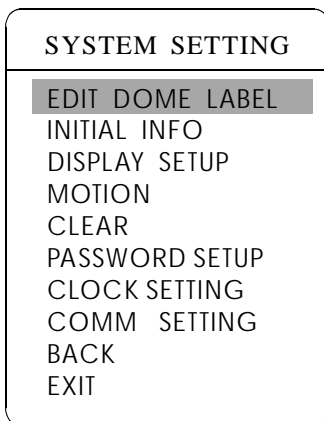 SYSTEM SETTING
EDIT DOME LABEL
INITIAL INFO
DISPLAY SETUP
MOTION
CLEAR
PASSWORD SETUP
CLOCK SETTING
COMM SETTING
BACK
EXIT